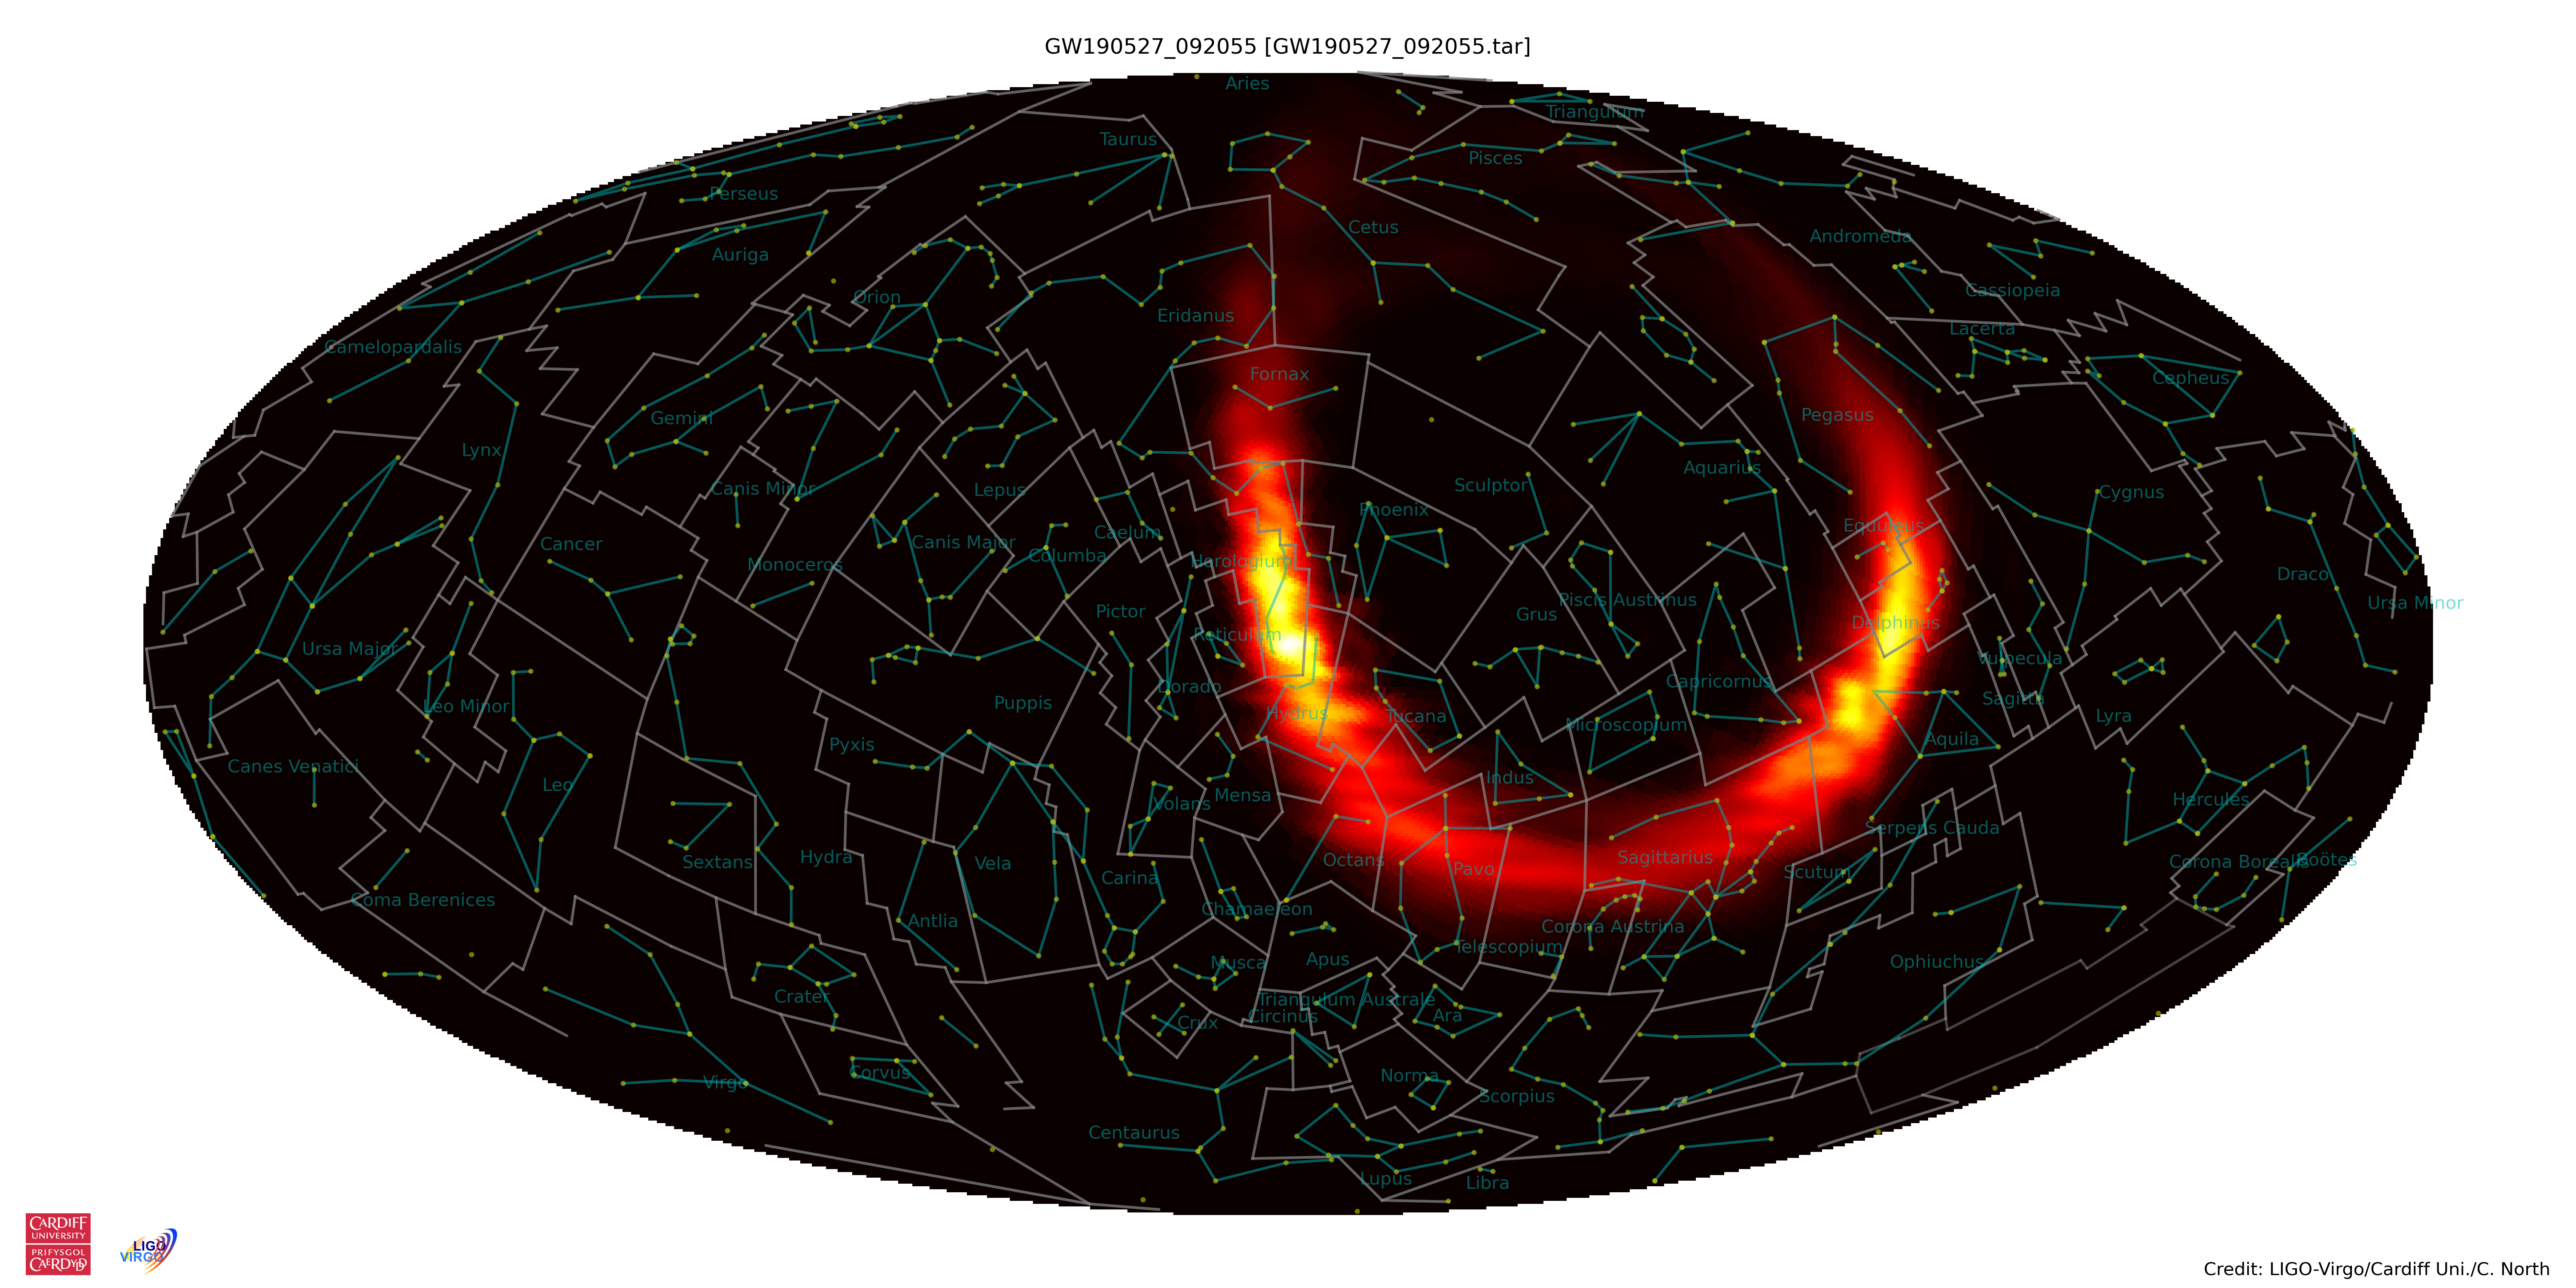 GW190527_092055 [GW190527_092055.tar]
Aries
Triangulum
Taurus
Pisces
Perseus
Cetus
Andromeda
Auriga
Cassiopeia
Orion
Eridanus
Lacerta
Camelopardalis
Fornax
Cepheus
Gemini
Pegasus
Lynx
Aquarius
Canis Minor
Lepus
Sculptor
Cygnus
Phoenix
Equuleus
Caelum
Cancer
Canis Major
Columba
Horologium
Monoceros
Draco
Pictor
Grus
Piscis Austrinus
Ursa Minor
Delphinus
Reticulum
Ursa Major
Vulpecula
Dorado
Capricornus
Sagitta
Leo Minor
Puppis
Hydrus
Tucana
Lyra
Microscopium
Pyxis
Aquila
Canes Venatici
Indus
Leo
Mensa
Volans
Hercules
Serpens Cauda
Sextans
Hydra
Vela
Octans
Sagittarius
Corona Borealis
Boötes
Pavo
Scutum
Carina
Coma Berenices
Chamaeleon
Antlia
Corona Austrina
Telescopium
Musca
Apus
Ophiuchus
Crater
Triangulum Australe
Circinus
Ara
Crux
Corvus
Norma
Virgo
Scorpius
Centaurus
Lupus
Libra
CARDIFF
UNIVERSITY
PRIFYSGOL
CAERDYDD
LIGO
VIRGO
Credit: LIGO-Virgo/Cardiff Uni./C. North